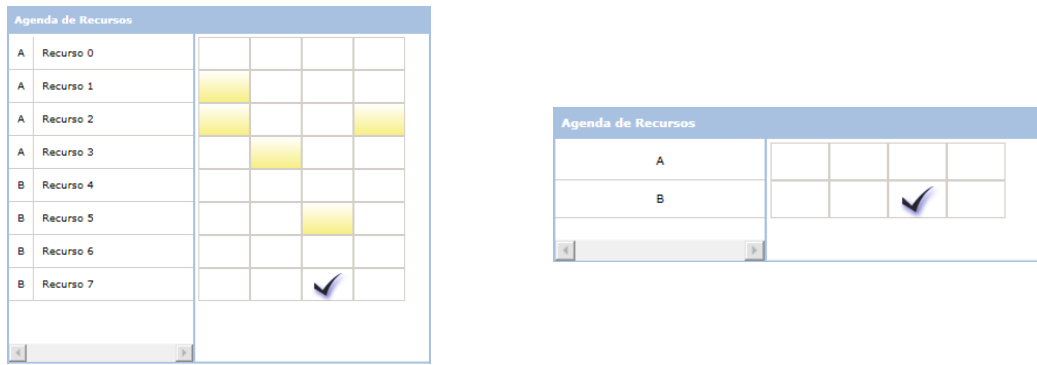 Agenda de Recursos
A Recurso 0
A Recurso 1
A Recurso 2
A Recurso 3
B Recurso 4
B Recurso 5
B Recurso 6
B Recurso 7
Agenda de Recursos
A
B